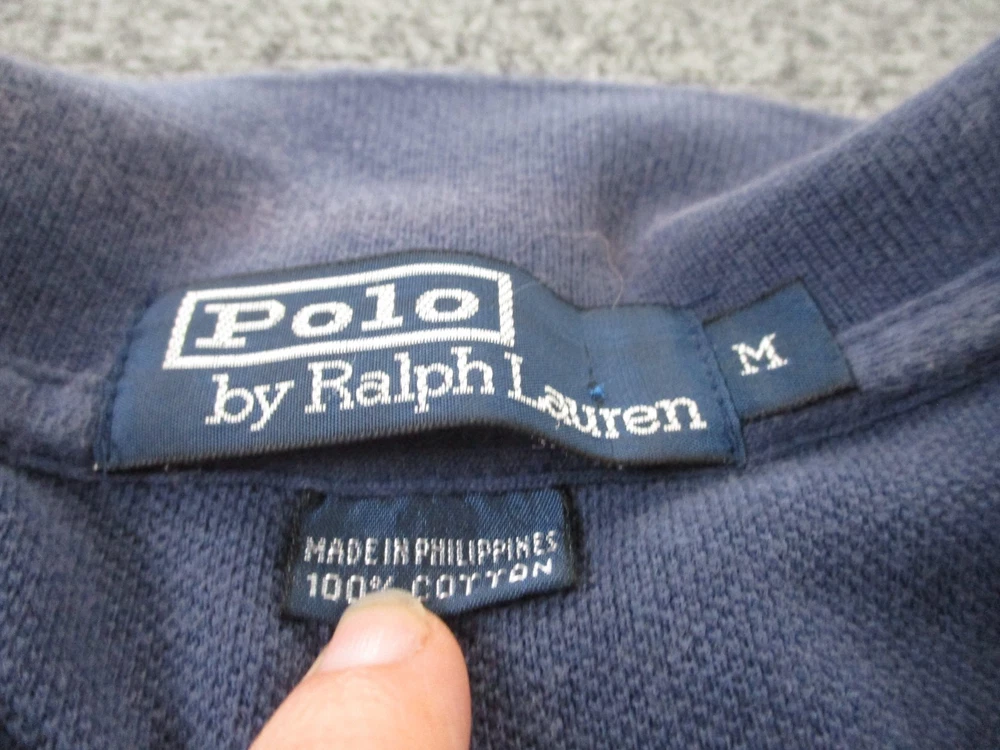 Polo
by Ralph Lauren
M
MADE IN PHILIPPINES
100% COTTON